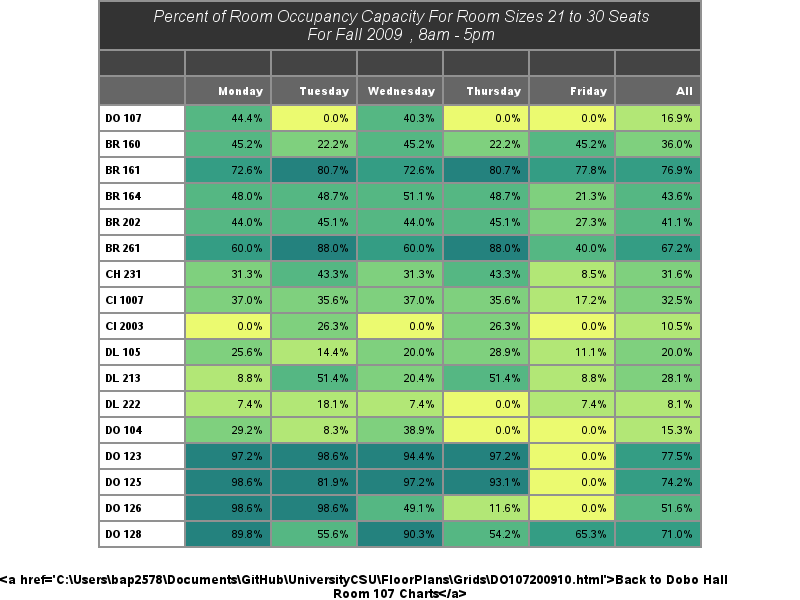 Percent of Room Occupancy Capacity For Room Sizes 21 to 30 Seats
For Fall 2009 , 8am - 5pm
Monday Tuesday Wednesday Thursday Friday All
DO 107 44.4% 0.0% 40.3% 0.0% 0.0% 16.9%
BR 160 45.2% 22.2% 45.2% 22.2% 45.2% 36.0%
BR 161 72.6% 80.7% 72.6% 80.7% 77.8% 76.9%
BR 164 48.0% 48.7% 51.1% 48.7% 21.3% 43.6%
BR 202 44.0% 45.1% 44.0% 45.1% 27.3% 41.1%
BR 261 60.0% 88.0% 60.0% 88.0% 40.0% 67.2%
CH 231 31.3% 43.3% 31.3% 43.3% 8.5% 31.6%
CI 1007 37.0% 35.6% 37.0% 35.6% 17.2% 32.5%
CI 2003 0.0% 26.3% 0.0% 26.3% 0.0% 10.5%
DL 105 25.6% 14.4% 20.0% 28.9% 11.1% 20.0%
DL 213 8.8% 51.4% 20.4% 51.4% 8.8% 28.1%
DL 222 7.4% 18.1% 7.4% 0.0% 7.4% 8.1%
DO 104 29.2% 8.3% 38.9% 0.0% 0.0% 15.3%
DO 123 97.2% 98.6% 94.4% 97.2% 0.0% 77.5%
DO 125 98.6% 81.9% 97.2% 93.1% 0.0% 74.2%
DO 126 98.6% 98.6% 49.1% 11.6% 0.0% 51.6%
DO 128 89.8% 55.6% 90.3% 54.2% 65.3% 71.0%
<a href='C:\Users\bap2578\Documents\GitHub\UniversityCSU\FloorPlans\Grids\DO107200910.html'>Back to Dobo Hall
Room 107 Charts</a>